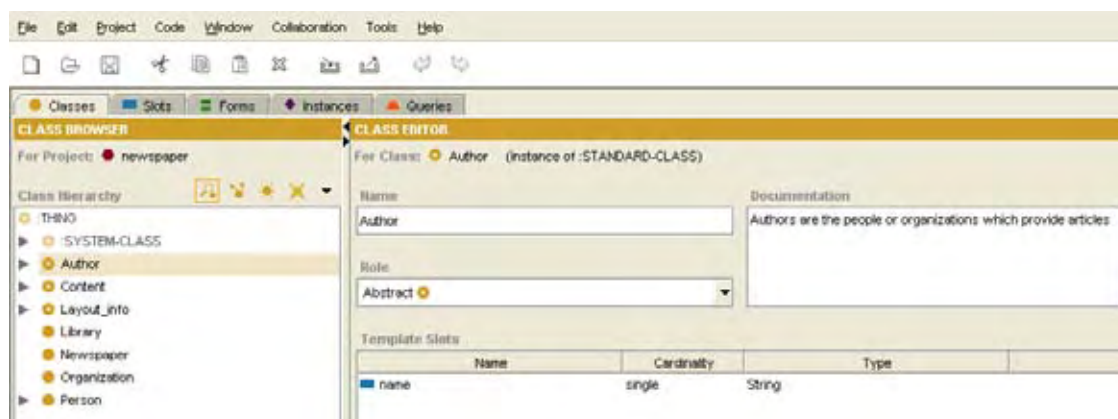 File Edit Project Code Window Collaboration Tools Help
Classes Slots Forms Instances Queries
CLASS BROWSER
For Project: newspaper
Class Hierarchy
:THING
:SYSTEM-CLASS
Author
Content
Layout_info
Library
Newspaper
Organization
Person
CLASS EDITOR
For Class: Author (instance of :STANDARD-CLASS)
Name
Author
Documentation
Authors are the people or organizations which provide articles
Role
Abstract
Template Slots
Name Cardinality Type
name single String